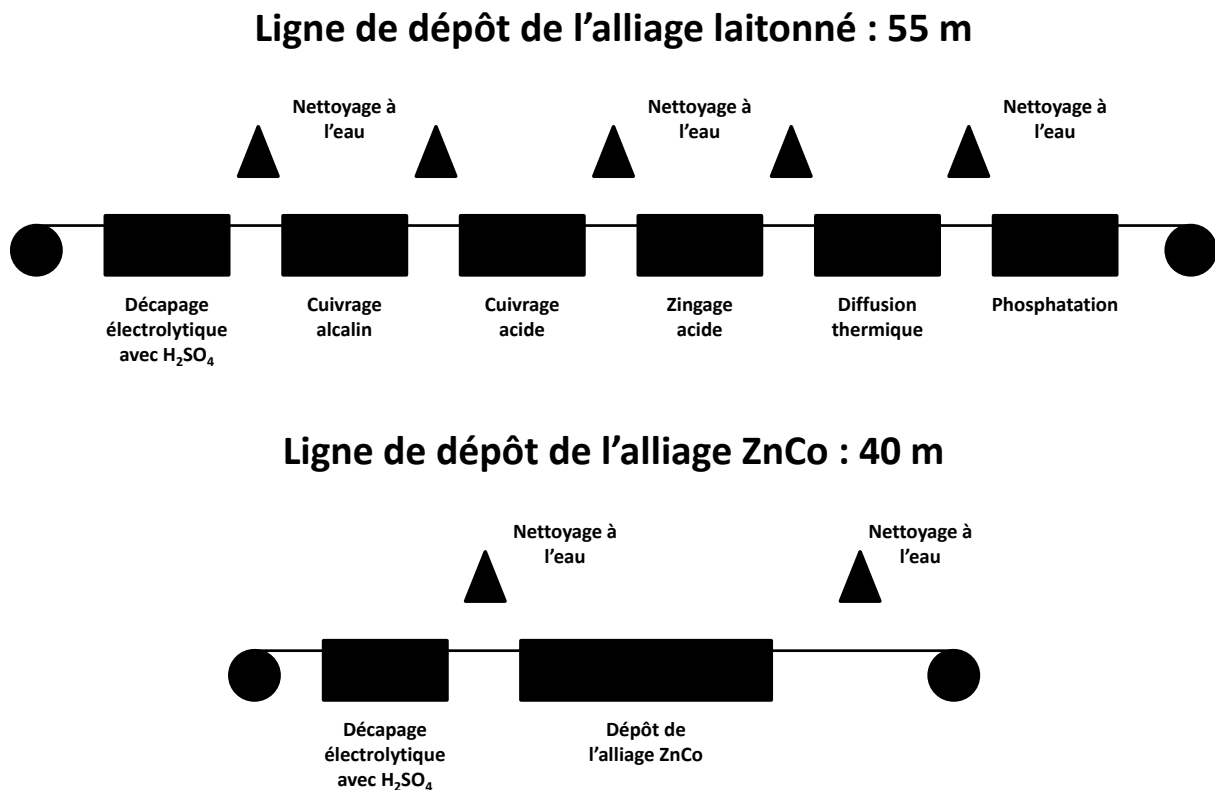 Ligne de dépôt de l'alliage laitonné : 55 m
Nettoyage à
l'eau
Nettoyage à
l'eau
Nettoyage à
l'eau
Décapage
électrolytique
avec H₂SO₄
Cuivrage
alcalin
Cuivrage
acide
Zingage
acide
Diffusion
thermique
Phosphatation
Ligne de dépôt de l'alliage ZnCo : 40 m
Nettoyage à
l'eau
Nettoyage à
l'eau
Décapage
électrolytique
avec H₂SO₄
Dépôt de
l'alliage ZnCo